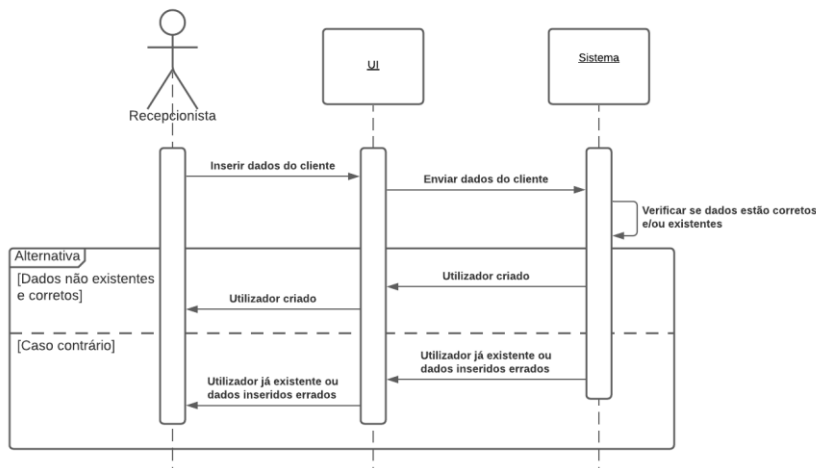 Recepcionista
UI
Sistema
Inserir dados do cliente
Enviar dados do cliente
Verificar se dados estão corretos
e/ou existentes
Alternativa
[Dados não existentes
e corretos]
Utilizador criado
Utilizador criado
[Caso contrário]
Utilizador já existente ou
dados inseridos errados
Utilizador já existente ou
dados inseridos errados